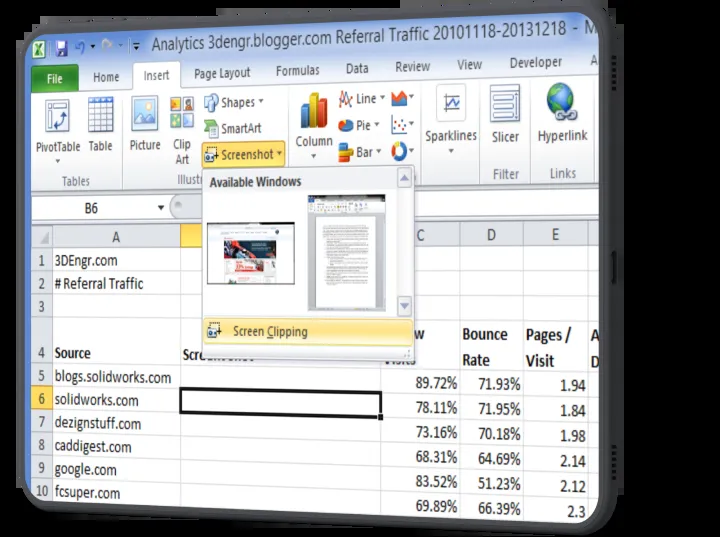 Analytics 3dengr.blogger.com Referral Traffic 20101118-20131218 - M
File Home Insert Page Layout Formulas Data Review View Developer A
PivotTable Table Picture Clip Art Shapes SmartArt Screenshot Column Line Pie Bar Sparklines Slicer Hyperlink
Tables Illustr Filter Links
Available Windows
Screen Clipping
B6
A C D E
1 3DEngr.com
2 # Referral Traffic
3
4 Source Bounce Rate Pages / Visit
5 blogs.solidworks.com 89.72% 71.93% 1.94
6 solidworks.com 78.11% 71.95% 1.84
7 dezignstuff.com 73.16% 70.18% 1.98
8 caddigest.com 68.31% 64.69% 2.14
9 google.com 83.52% 51.23% 2.12
10 fcsuper.com 69.89% 66.39% 2.3